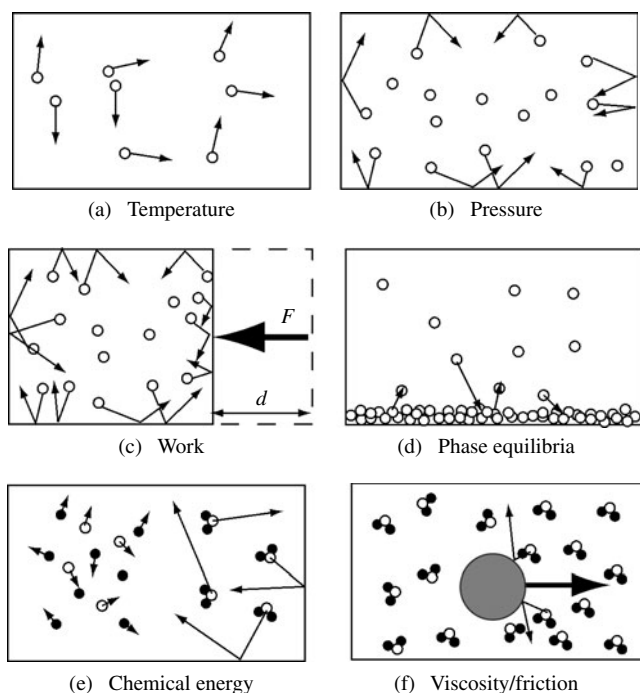 (a) Temperature
(b) Pressure
F
d
(c) Work
(d) Phase equilibria
(e) Chemical energy
(f) Viscosity/friction